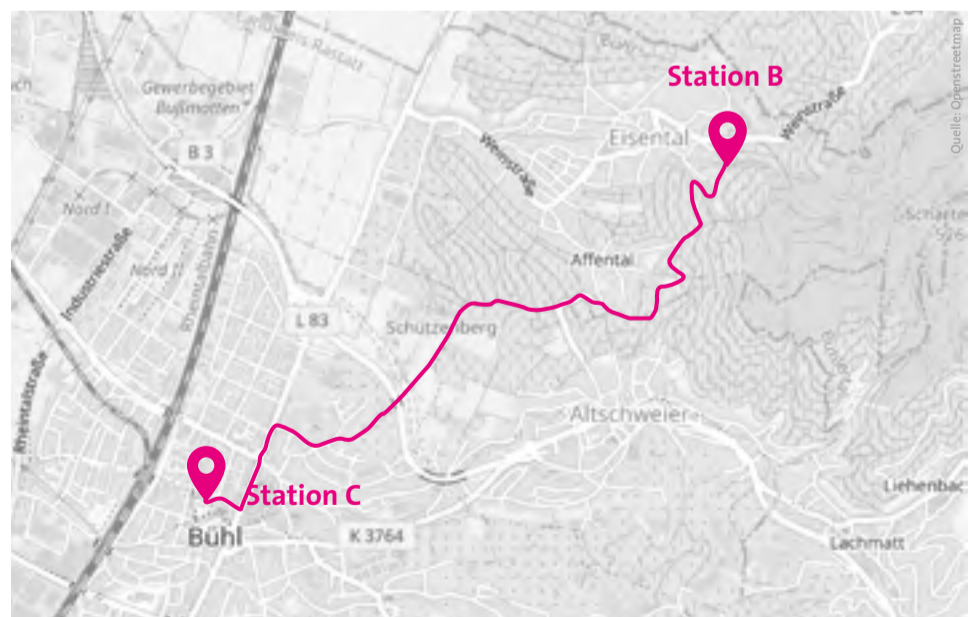 Station B
Quelle: Openstreetmap
Gewerbegebiet
Bußmatten
Eisental
Weinstraße
Weinstraße
B 3
Nord I
Nord II
Industriestraße
Rheintalbahn
Affental
L 83
Schützenberg
Rheintalstraße
Altschweier
Station C
Liehenbac
Bühl
K 3764
Lachmatt